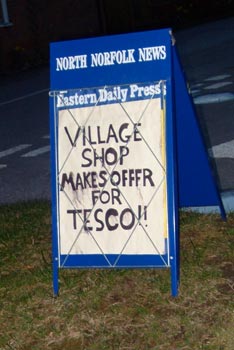 NORTH NORFOLK NEWS
Eastern Daily Press
VILLAGE
SHOP
MAKES OFFFR
FOR
TESCO!!